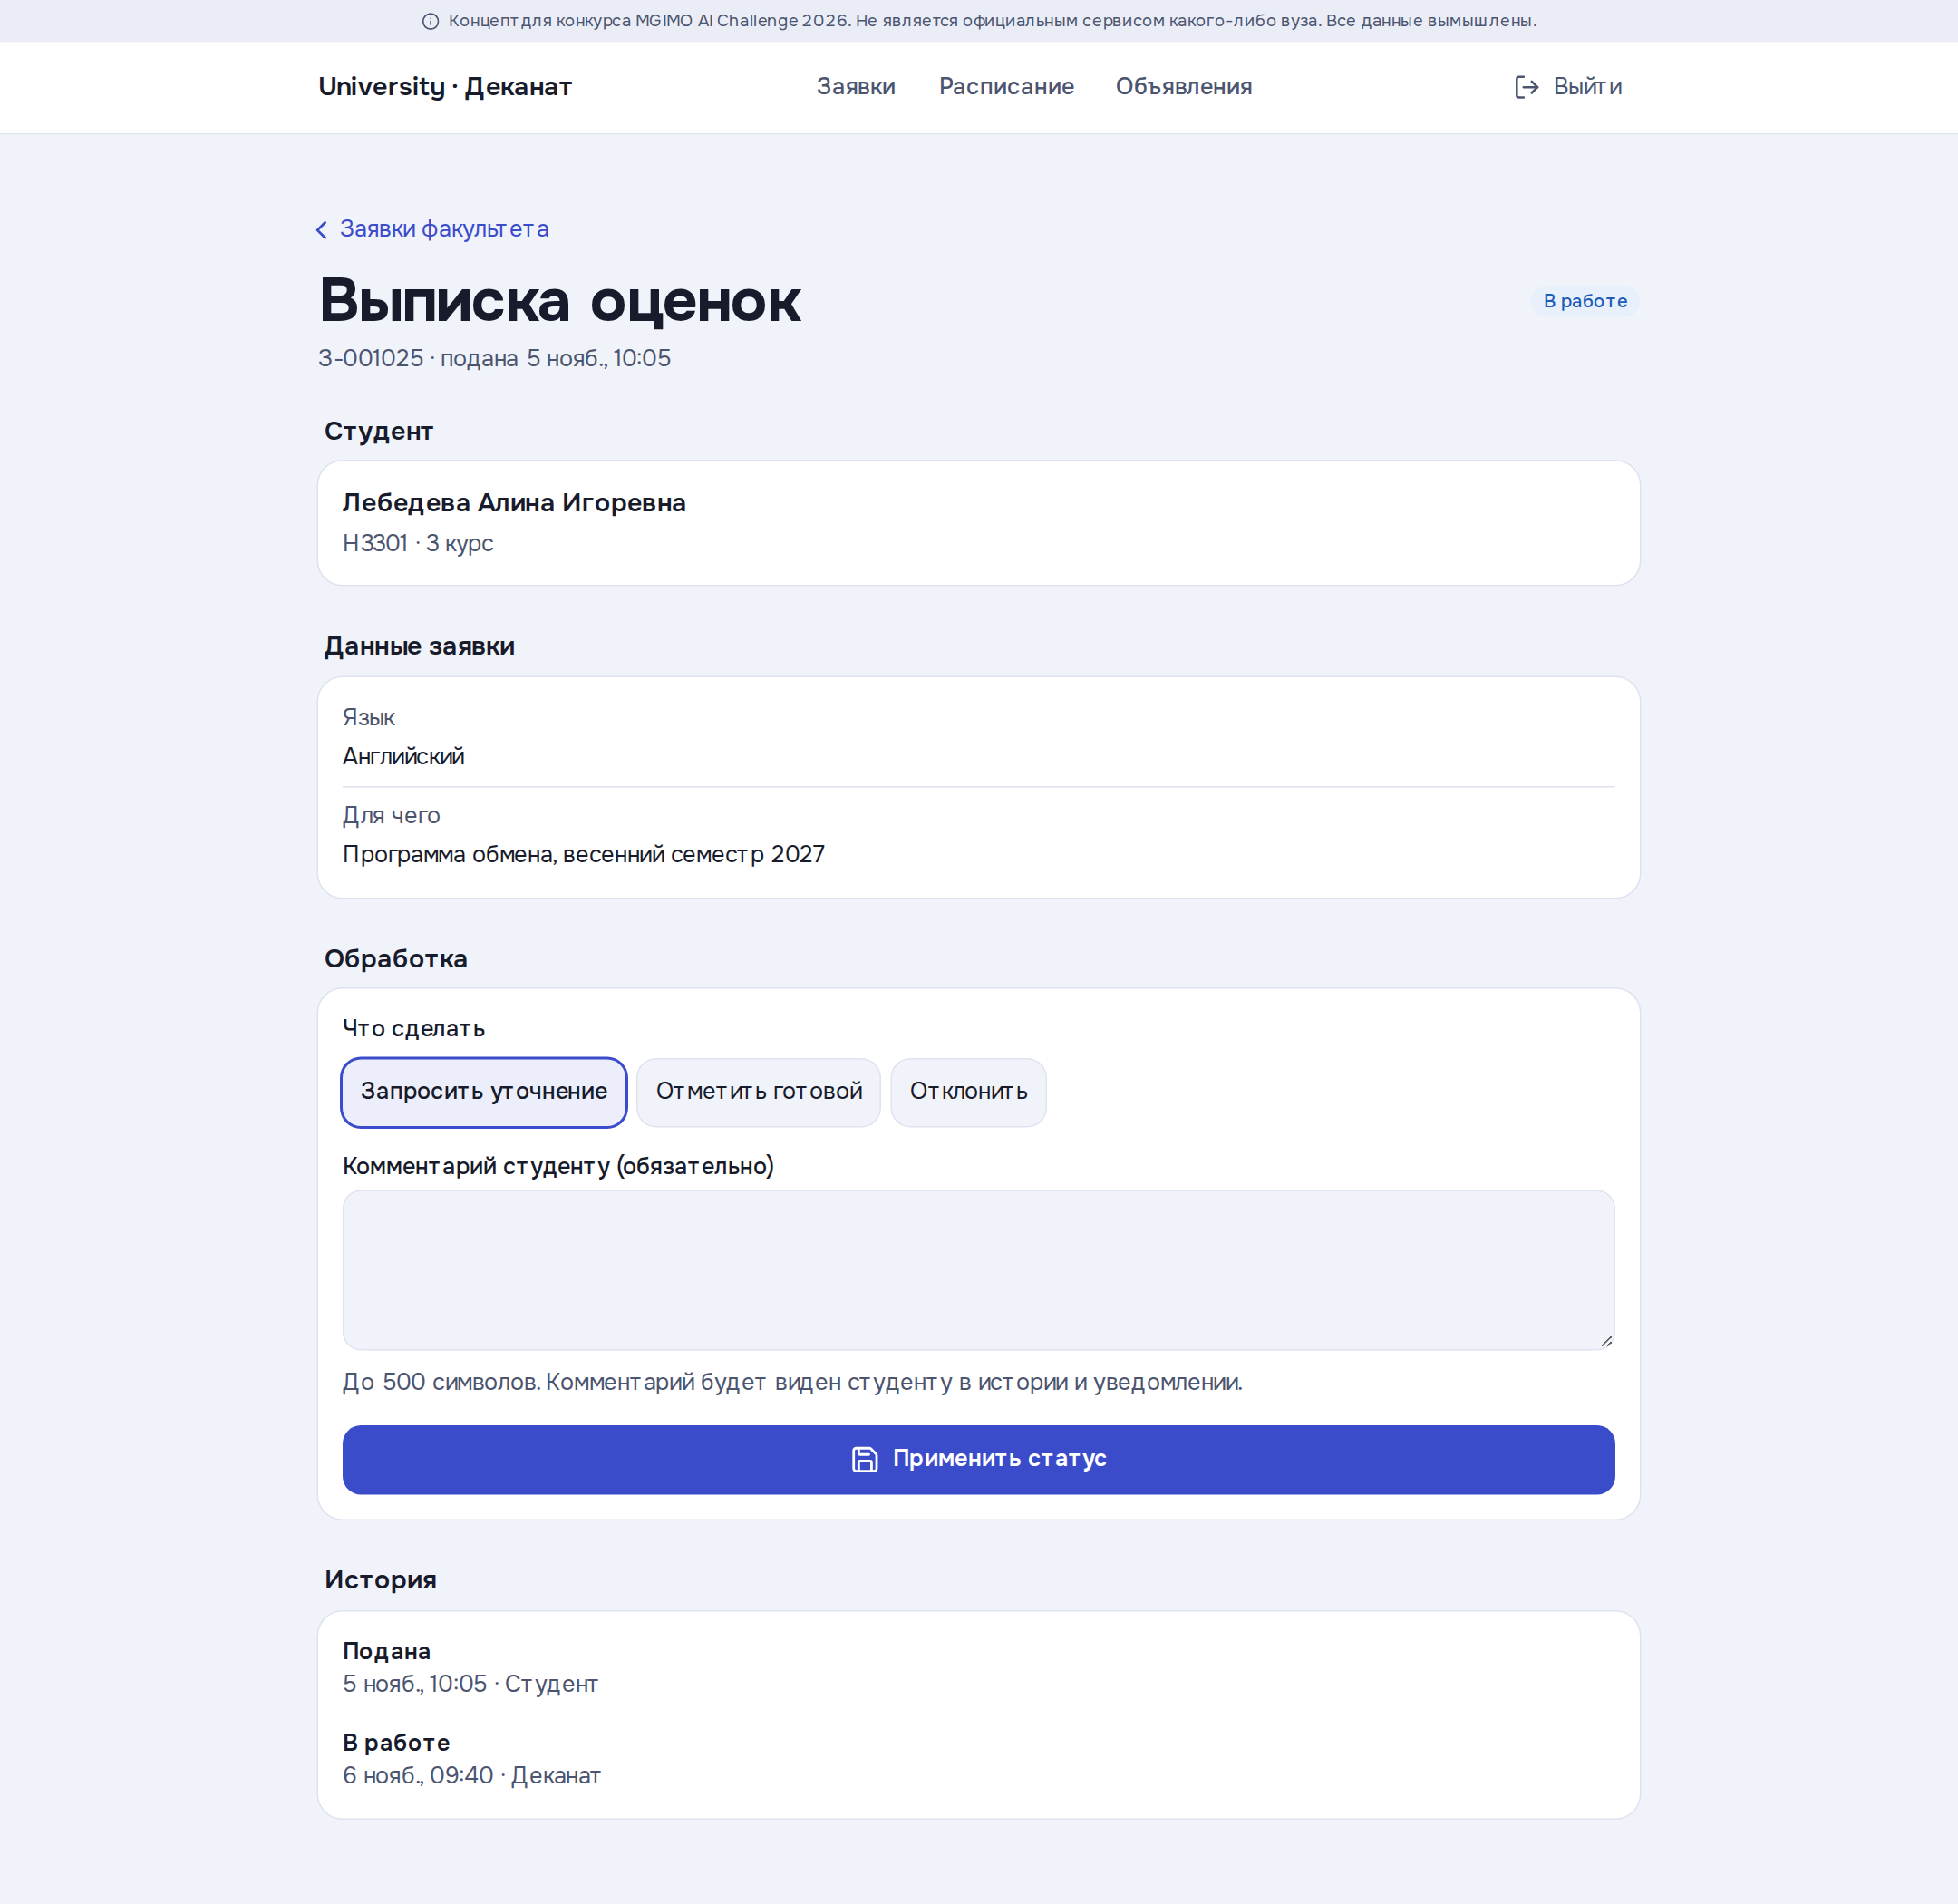 Концепт для конкурса MGIMO AI Challenge 2026. Не является официальным сервисом какого-либо вуза. Все данные вымышлены.
University · Деканат
Заявки
Расписание
Объявления
Выйти
Заявки факультета
Выписка оценок
В работе
З-001025 · подана 5 нояб., 10:05
Студент
Лебедева Алина Игоревна
Н3301 · 3 курс
Данные заявки
Язык
Английский
Для чего
Программа обмена, весенний семестр 2027
Обработка
Что сделать
Запросить уточнение
Отметить готовой
Отклонить
Комментарий студенту (обязательно)
До 500 символов. Комментарий будет виден студенту в истории и уведомлении.
Применить статус
История
Подана
5 нояб., 10:05 · Студент
В работе
6 нояб., 09:40 · Деканат